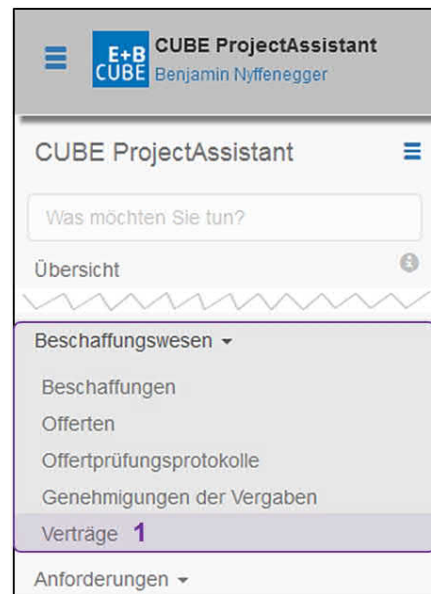 E+B
CUBE
CUBE ProjectAssistant
Benjamin Nyffenegger
CUBE ProjectAssistant
Was möchten Sie tun?
Übersicht
Beschaffungswesen
Beschaffungen
Offerten
Offertprüfungsprotokolle
Genehmigungen der Vergaben
Verträge 1
Anforderungen